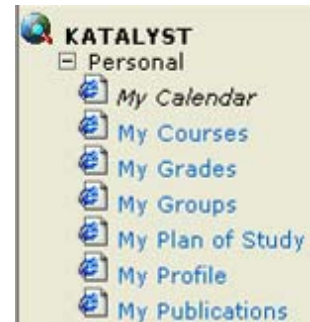 KATALYST
Personal
My Calendar
My Courses
My Grades
My Groups
My Plan of Study
My Profile
My Publications